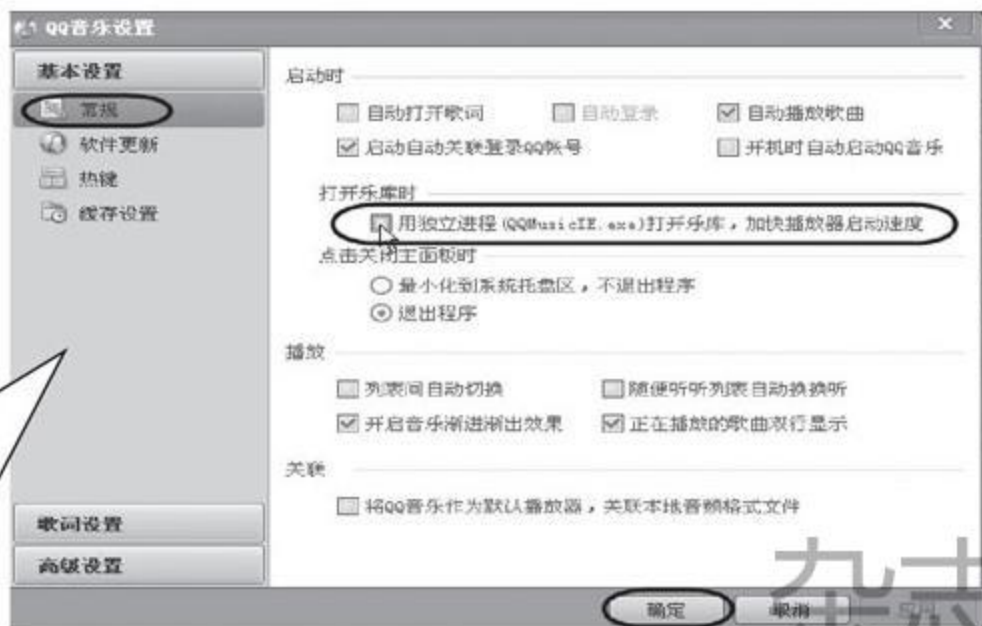 QQ音乐设置
基本设置
常规
软件更新
热键
缓存设置
歌词设置
高级设置
启动时
自动打开歌词 自动登录 自动播放歌曲
启动自动关联登录QQ帐号 开机时自动启动QQ音乐
打开乐库时
用独立进程(QQMusicIE.exe)打开乐库，加快播放器启动速度
点击关闭主面板时
最小化到系统托盘区，不退出程序
退出程序
播放
列表间自动切换 随便听听列表自动换换听
开启音乐渐进渐出效果 正在播放的歌曲双行显示
关联
将QQ音乐作为默认播放器，关联本地音频格式文件
确定 取消